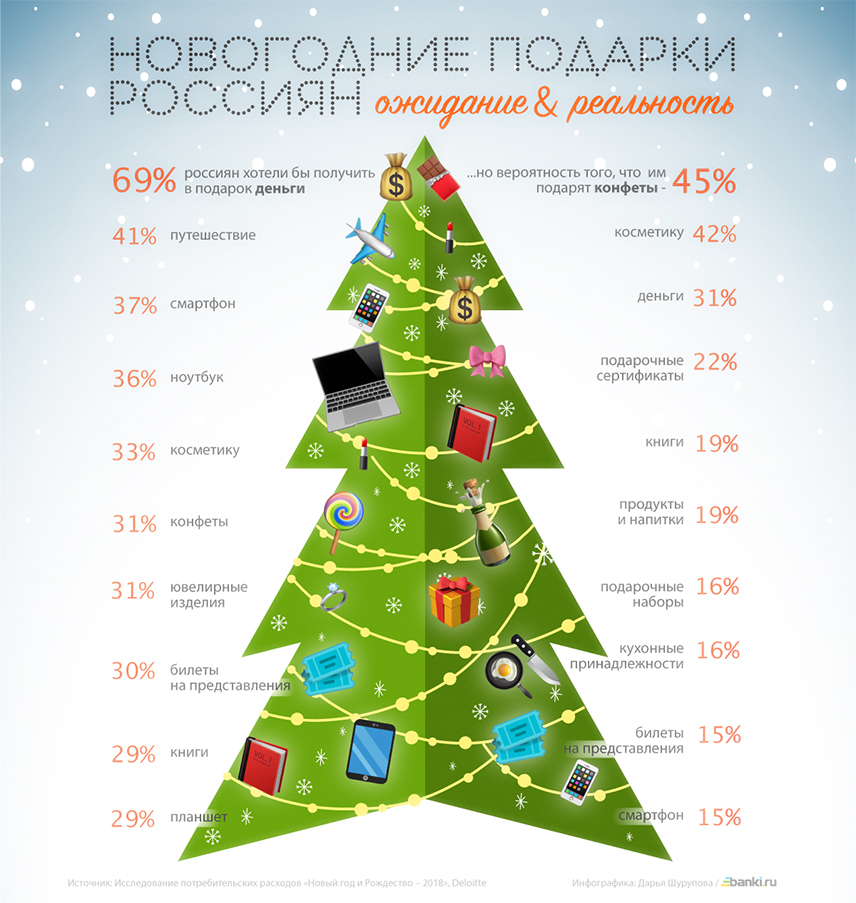 НОВОГОДНИЕ ПОДАРКИ
РОССИЯН ожидание & реальность
69% россиян хотели бы получить
в подарок деньги
...но вероятность того, что им
подарят конфеты - 45%
41% путешествие
косметику 42%
37% смартфон
деньги 31%
36% ноутбук
подарочные
сертификаты 22%
33% косметику
книги 19%
31% конфеты
продукты
и напитки 19%
31% ювелирные
изделия
подарочные
наборы 16%
30% билеты
на представления
кухонные
принадлежности 16%
29% книги
билеты
на представления 15%
29% планшет
смартфон 15%
VOL. I
VOL. I
Источник: Исследование потребительских расходов «Новый год и Рождество – 2018», Deloitte
Инфографика: Дарья Шурупова / banki.ru